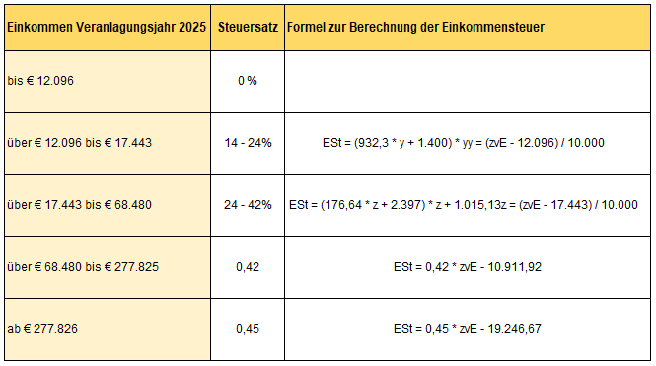 Einkommen Veranlagungsjahr 2025 Steuersatz Formel zur Berechnung der Einkommensteuer
bis € 12.096 0 %
über € 12.096 bis € 17.443 14 - 24% ESt = (932,3 * y + 1.400) * yy = (zvE - 12.096) / 10.000
über € 17.443 bis € 68.480 24 - 42% ESt = (176,64 * z + 2.397) * z + 1.015,13z = (zvE - 17.443) / 10.000
über € 68.480 bis € 277.825 0,42 ESt = 0,42 * zvE - 10.911,92
ab € 277.826 0,45 ESt = 0,45 * zvE - 19.246,67